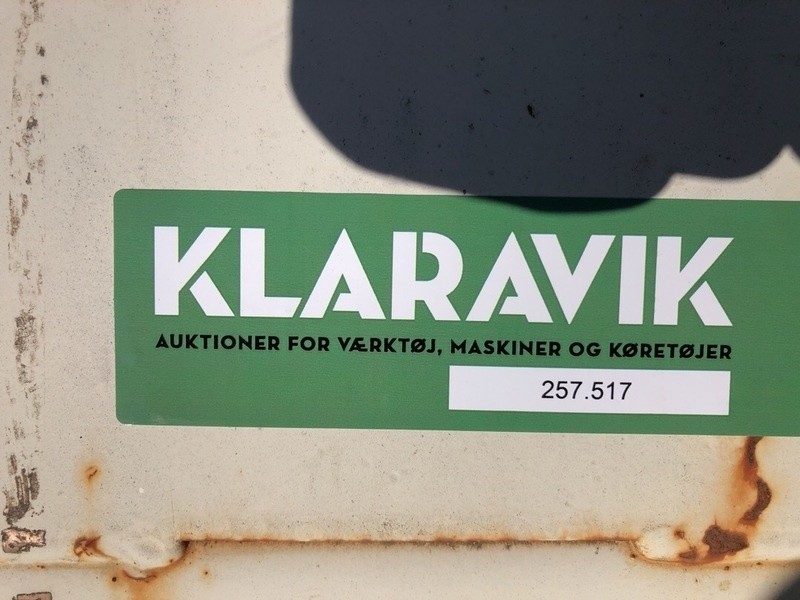 KLARAVIK
AUKTIONER FOR VÆRKTØJ, MASKINER OG KØRETØJER
257.517